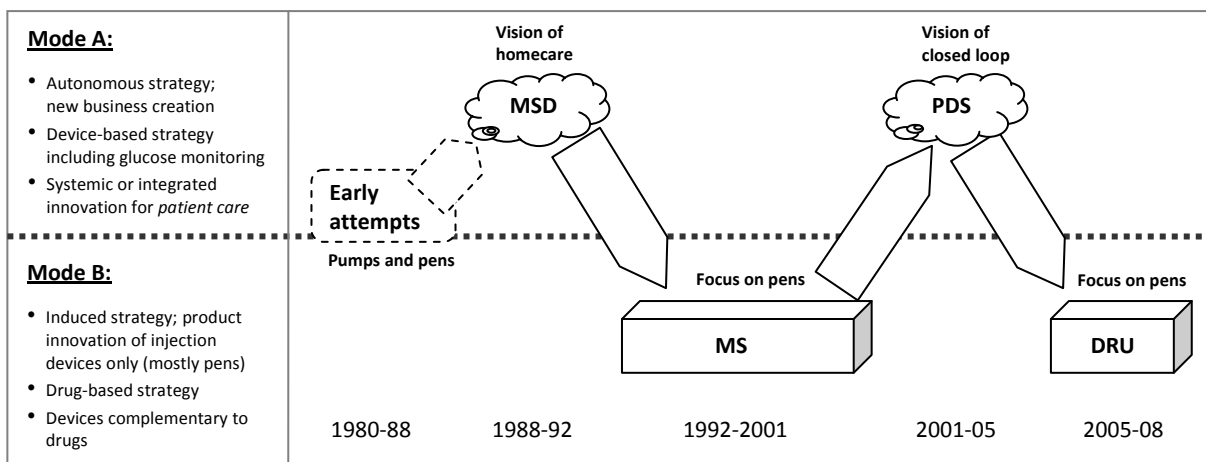 Mode A:
• Autonomous strategy;
new business creation
• Device-based strategy
including glucose monitoring
• Systemic or integrated
innovation for patient care
Vision of
homecare
MSD
Early
attempts
Pumps and pens
Vision of
closed loop
PDS
Mode B:
• Induced strategy; product
innovation of injection
devices only (mostly pens)
• Drug-based strategy
• Devices complementary to
drugs
Focus on pens
MS
Focus on pens
DRU
1980-88
1988-92
1992-2001
2001-05
2005-08